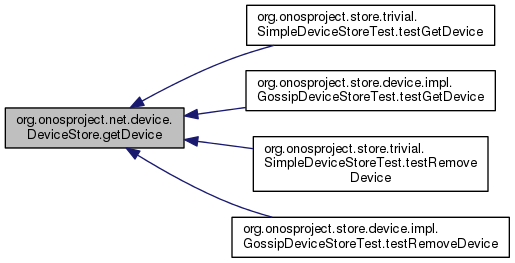 org.onosproject.store.trivial.
SimpleDeviceStoreTest.testGetDevice
org.onosproject.store.device.impl.
GossipDeviceStoreTest.testGetDevice
org.onosproject.net.device.
DeviceStore.getDevice
org.onosproject.store.trivial.
SimpleDeviceStoreTest.testRemove
Device
org.onosproject.store.device.impl.
GossipDeviceStoreTest.testRemoveDevice